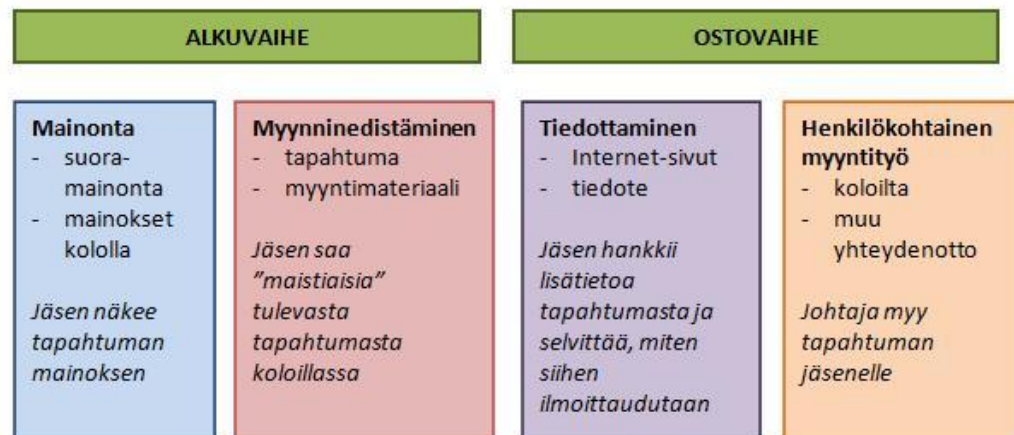 ALKUVAIHE
OSTOVAIHE
Mainonta
- suora-
mainonta
- mainokset
kololla
Jäsen näkee
tapahtuman
mainoksen
Myynninedistäminen
- tapahtuma
- myyntimateriaali
Jäsen saa
”maistiaisia”
tulevasta
tapahtumasta
koloillassa
Tiedottaminen
- Internet-sivut
- tiedote
Jäsen hankkii
lisätietoa
tapahtumasta ja
selvittää, miten
siihen
ilmoittaudutaan
Henkilökohtainen
myyntityö
- koloilta
- muu
yhteydenotto
Johtaja myy
tapahtuman
jäsenelle